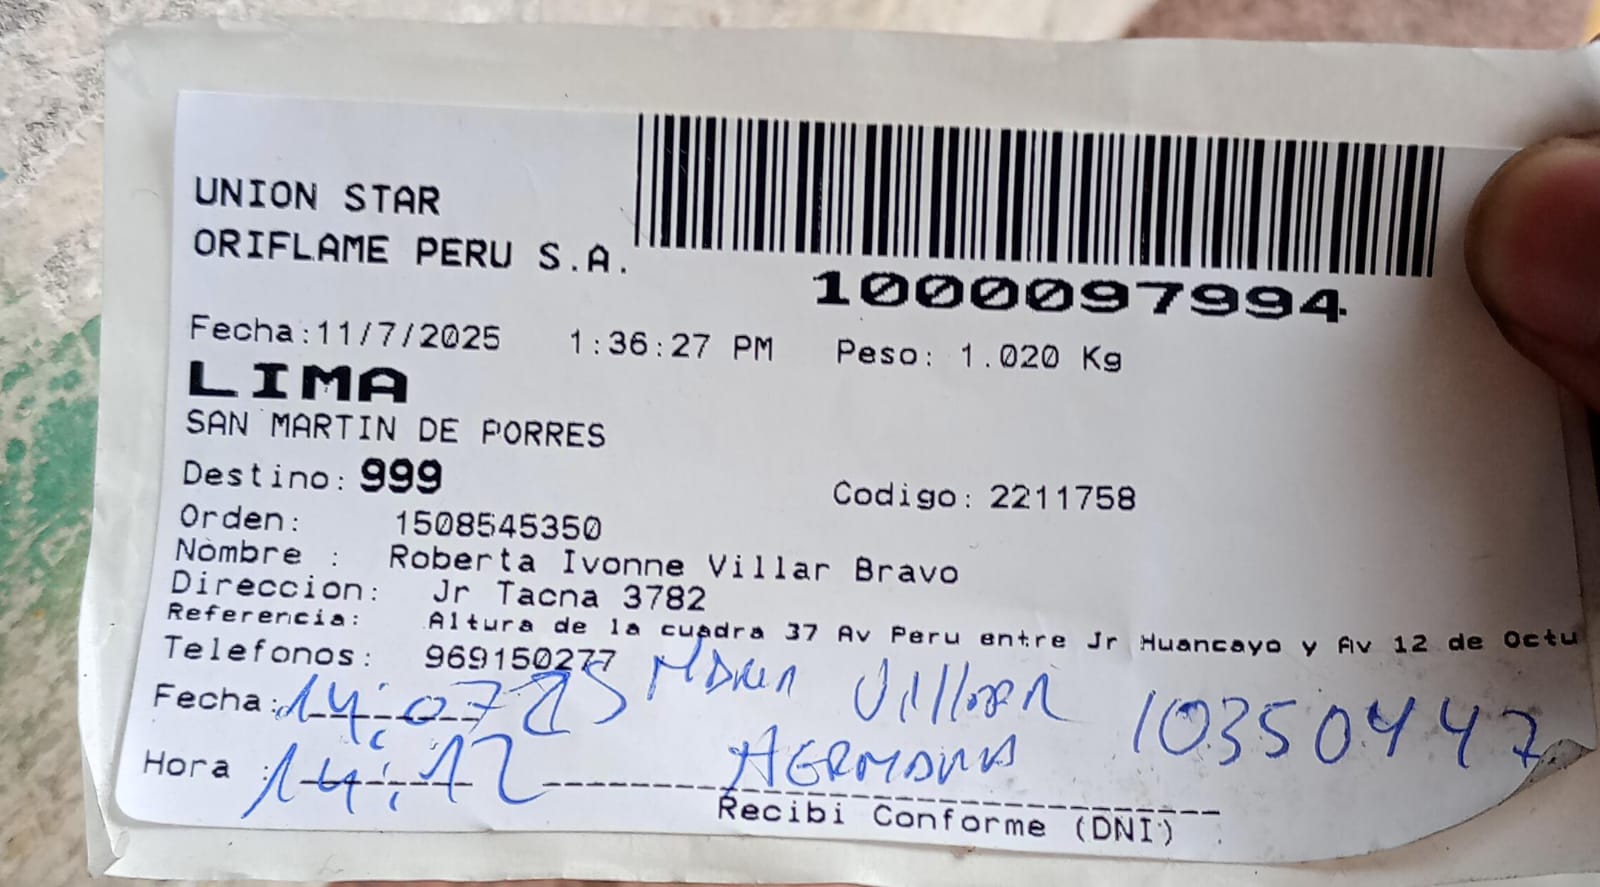 UNION STAR
ORIFLAME PERU S.A.
1000097994
Fecha:11/7/2025 1:36:27 PM Peso: 1.020 Kg
LIMA
SAN MARTIN DE PORRES
Destino: 999 Codigo: 2211758
Orden: 1508545350
Nombre : Roberta Ivonne Villar Bravo
Direccion: Jr Tacna 3782
Referencia: Altura de la cuadra 37 Av Peru entre Jr Huancayo y Av 12 de Octu
Telefonos: 969150277
Fecha: 14, 07 25 Villar 10350447
Hora : 14:12 HERMANA
Recibi Conforme (DNI)